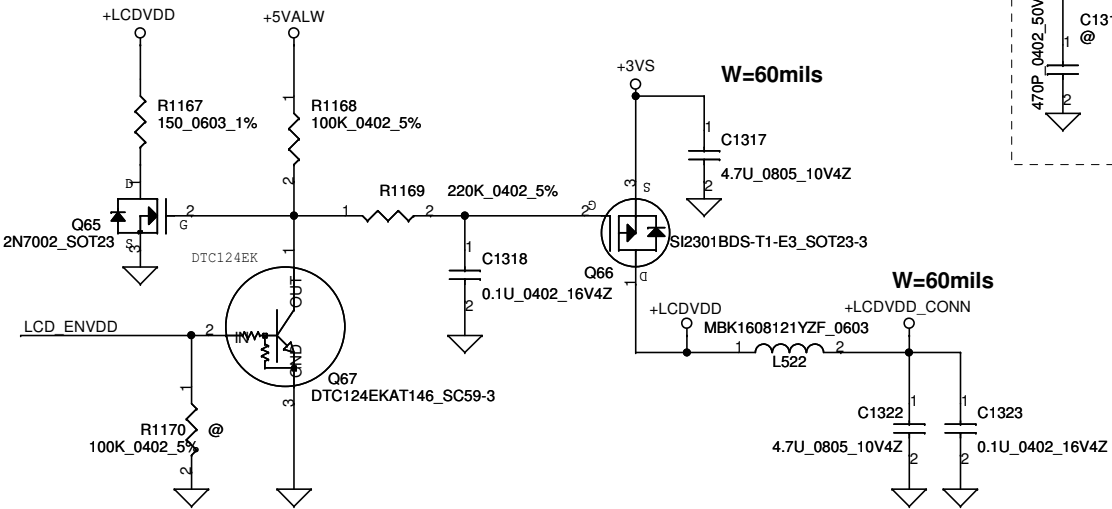 +LCDVDD
+5VALW
R1167
150_0603_1%
R1168
100K_0402_5%
+3VS
W=60mils
C1317
4.7U_0805_10V4Z
470P_0402_50V
C131
@
1
2
1
2
1
2
D
1
2
G
S
3
Q65
2N7002_SOT23
R1169
220K_0402_5%
1
2
C1318
0.1U_0402_16V4Z
1
2
3
S
2
G
1
D
Q66
SI2301BDS-T1-E3_SOT23-3
DTC124EK
1
OUT
2
IN
GND
3
Q67
DTC124EKAT146_SC59-3
LCD_ENVDD
R1170
@
100K_0402_5%
1
2
+LCDVDD
MBK1608121YZF_0603
1
2
L522
W=60mils
+LCDVDD_CONN
C1322
4.7U_0805_10V4Z
1
2
C1323
0.1U_0402_16V4Z
1
2